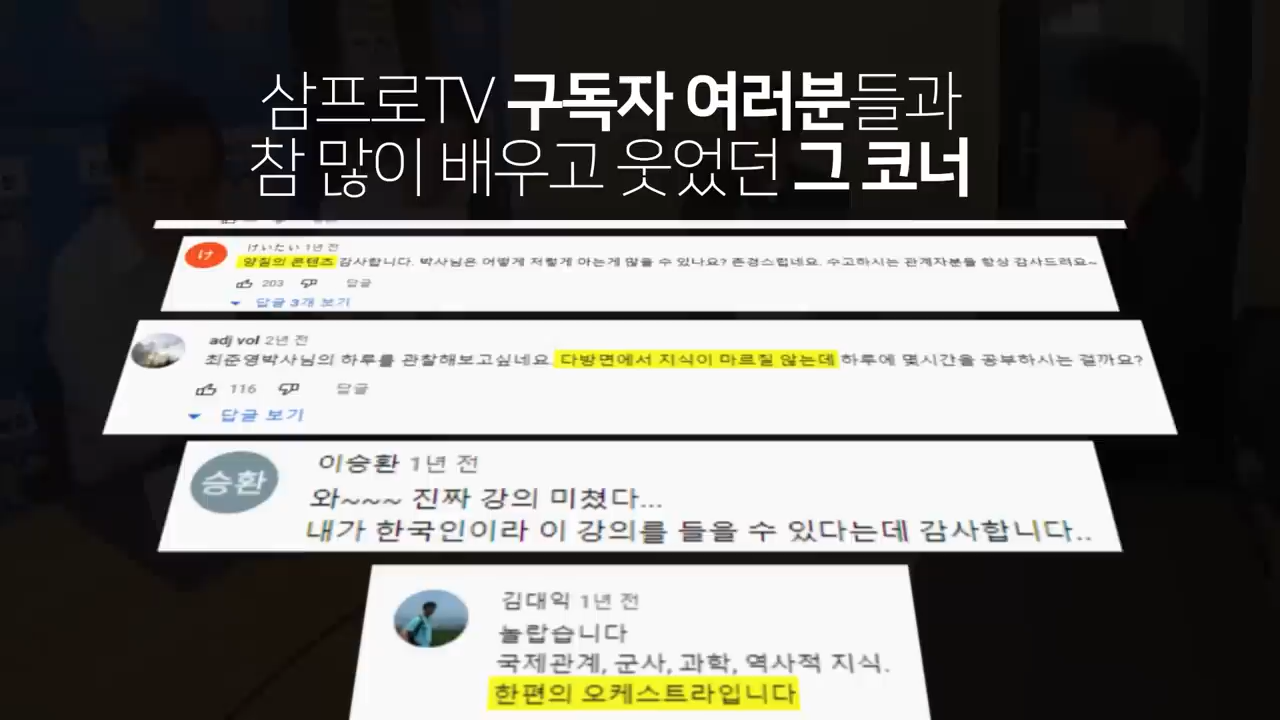 삼프로TV 구독자 여러분들과
참 많이 배우고 웃었던 그 코너
け
けいたい 1년 전
양질의 콘텐츠 감사합니다. 박사님은 어떻게 저렇게 아는게 많을 수 있나요? 존경스럽네요. 수고하시는 관계자분들 항상 감사드려요~
203 답글
답글 3개 보기
adj vol 2년 전
최준영박사님의 하루를 관찰해보고싶네요. 다방면에서 지식이 마르질 않는데 하루에 몇시간을 공부하시는 걸까요?
116 답글
답글 보기
승환
이승환 1년 전
와~~~ 진짜 강의 미쳤다...
내가 한국인이라 이 강의를 들을 수 있다는데 감사합니다..
김대익 1년 전
놀랍습니다
국제관계, 군사, 과학, 역사적 지식.
한편의 오케스트라입니다